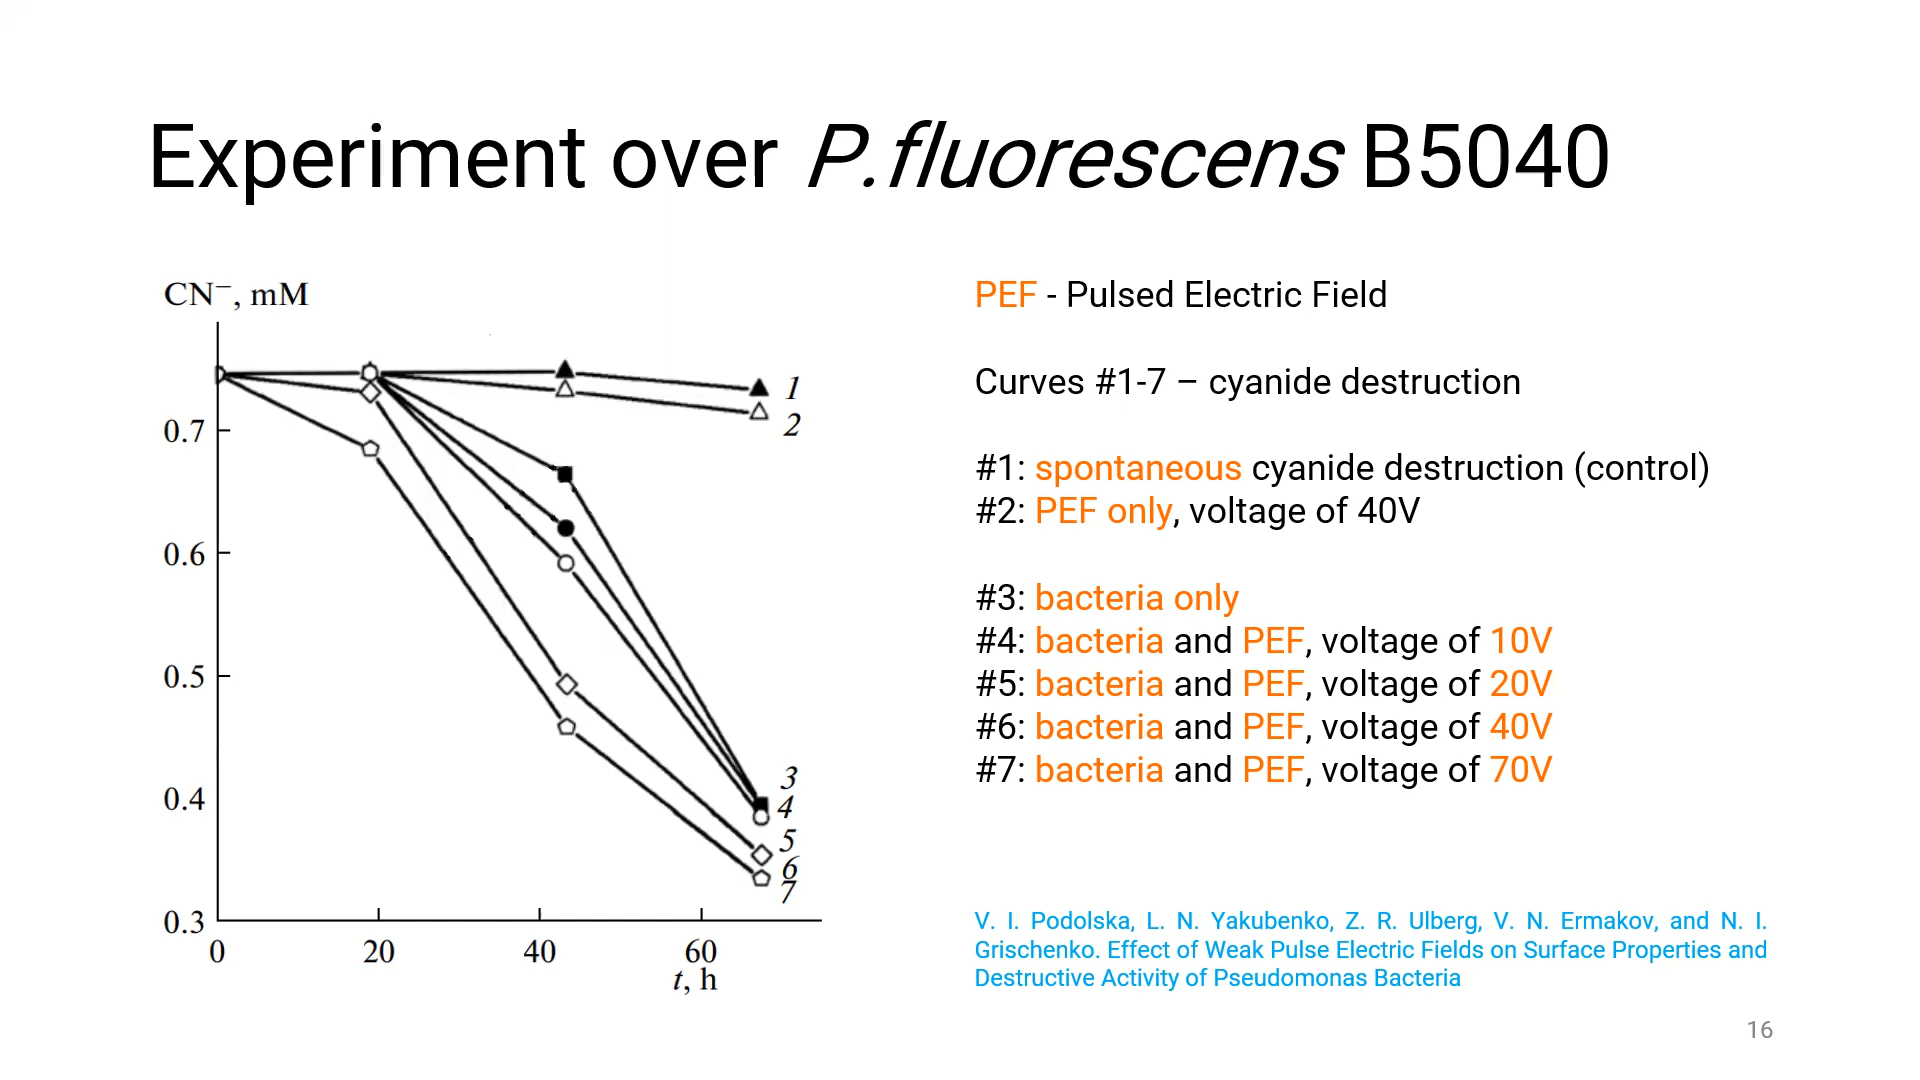 Experiment over P.fluorescens B5040
CN⁻, mM
0.7
0.6
0.5
0.4
0.3
0
20
40
60
t, h
1
2
3
4
5
6
7
PEF - Pulsed Electric Field
Curves #1-7 – cyanide destruction
#1: spontaneous cyanide destruction (control)
#2: PEF only, voltage of 40V
#3: bacteria only
#4: bacteria and PEF, voltage of 10V
#5: bacteria and PEF, voltage of 20V
#6: bacteria and PEF, voltage of 40V
#7: bacteria and PEF, voltage of 70V
V. I. Podolska, L. N. Yakubenko, Z. R. Ulberg, V. N. Ermakov, and N. I.
Grischenko. Effect of Weak Pulse Electric Fields on Surface Properties and
Destructive Activity of Pseudomonas Bacteria
16